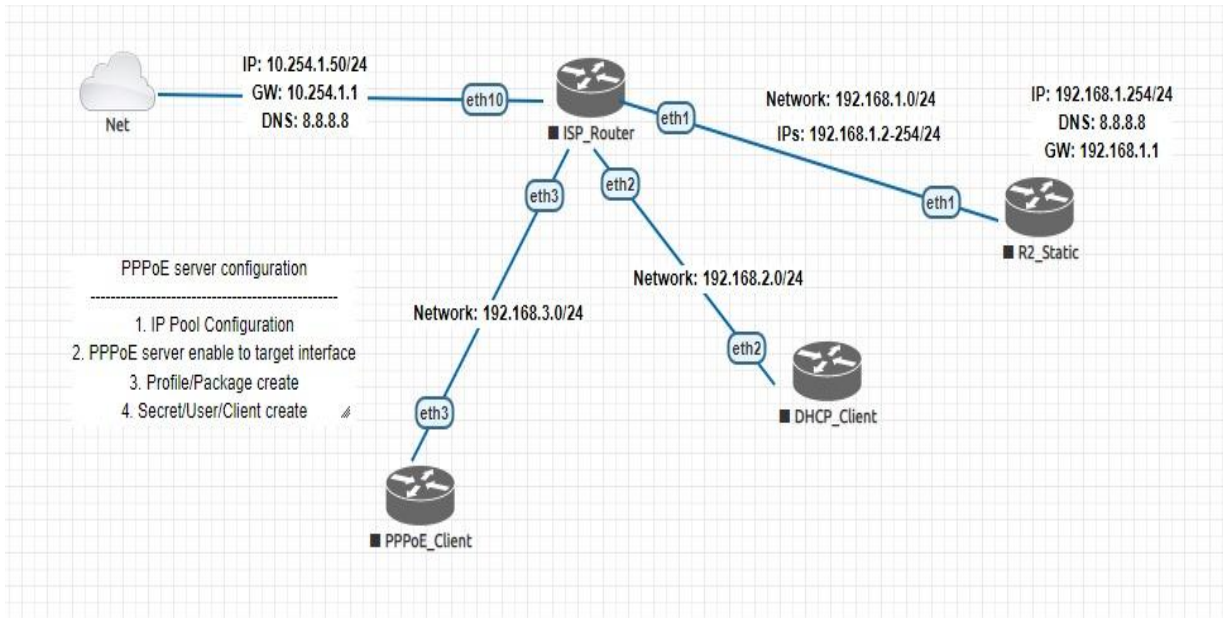 IP: 10.254.1.50/24
GW: 10.254.1.1
DNS: 8.8.8.8
Net
eth10
ISP_Router
eth1
Network: 192.168.1.0/24
IPs: 192.168.1.2-254/24
IP: 192.168.1.254/24
DNS: 8.8.8.8
GW: 192.168.1.1
eth1
R2_Static
eth3
eth2
PPPoE server configuration
--------------------------------------------------
1. IP Pool Configuration
2. PPPoE server enable to target interface
3. Profile/Package create
4. Secret/User/Client create
Network: 192.168.2.0/24
Network: 192.168.3.0/24
eth2
DHCP_Client
eth3
PPPoE_Client